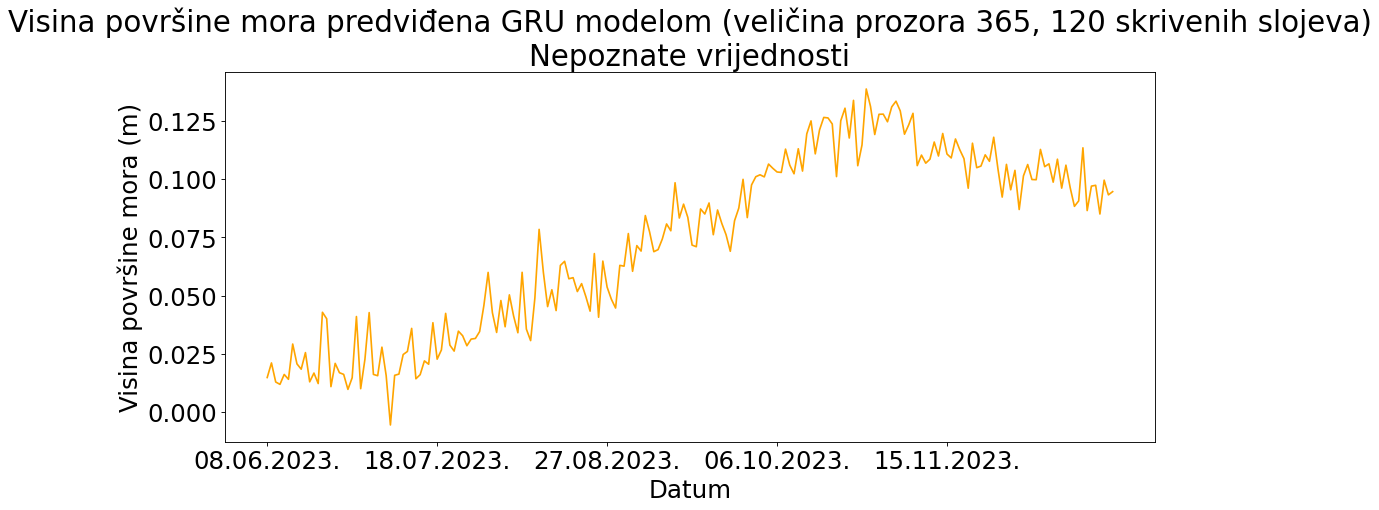 Visina površine mora predviđena GRU modelom (veličina prozora 365, 120 skrivenih slojeva)
Nepoznate vrijednosti
Visina površine mora (m)
0.125
0.100
0.075
0.050
0.025
0.000
08.06.2023. 18.07.2023. 27.08.2023. 06.10.2023. 15.11.2023.
Datum